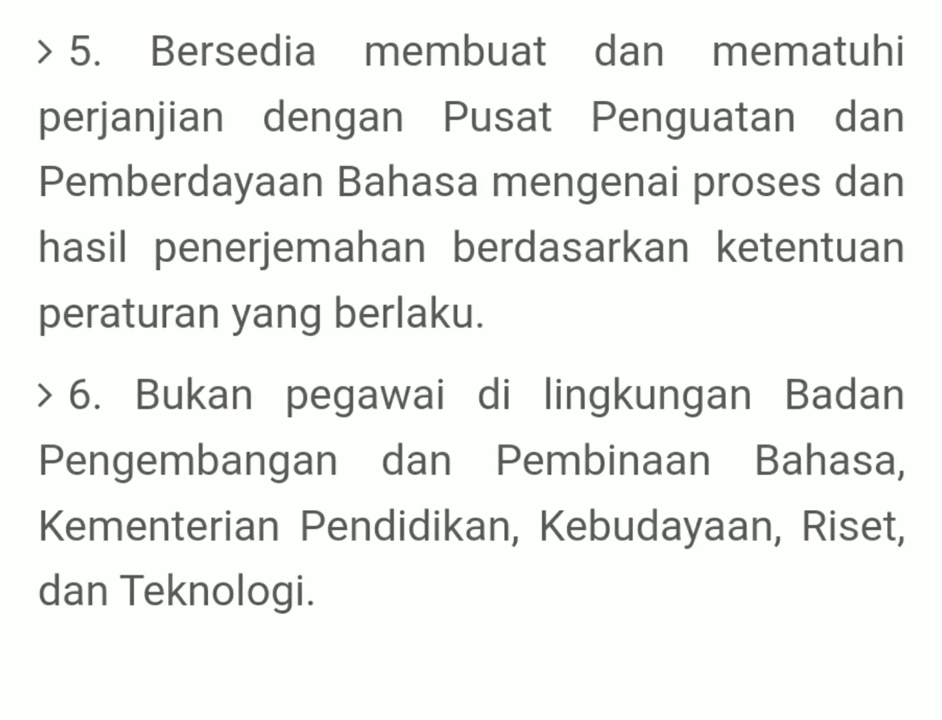 > 5. Bersedia membuat dan mematuhi
perjanjian dengan Pusat Penguatan dan
Pemberdayaan Bahasa mengenai proses dan
hasil penerjemahan berdasarkan ketentuan
peraturan yang berlaku.
> 6. Bukan pegawai di lingkungan Badan
Pengembangan dan Pembinaan Bahasa,
Kementerian Pendidikan, Kebudayaan, Riset,
dan Teknologi.